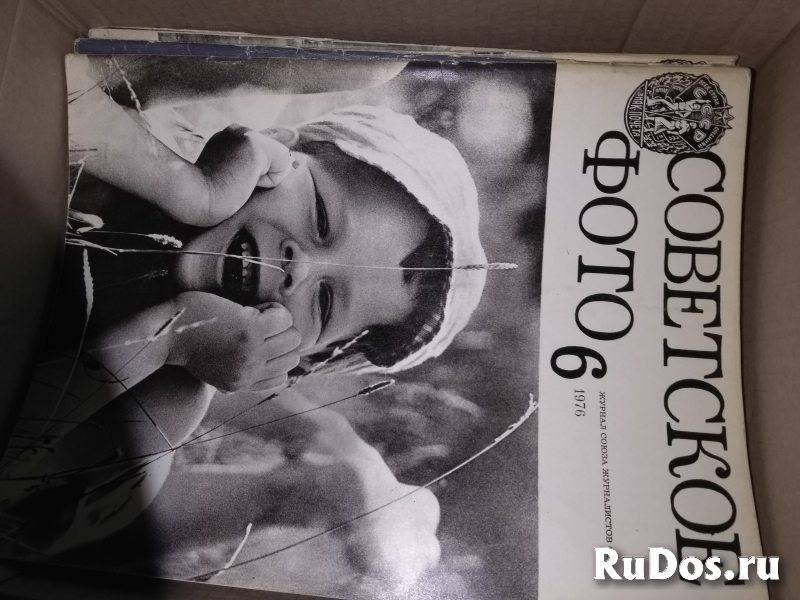 СОВЕТСКОЕ
ФОТО 6
1976
ЖУРНАЛ СОЮЗА ЖУРНАЛИСТОВ
RuDos.ru